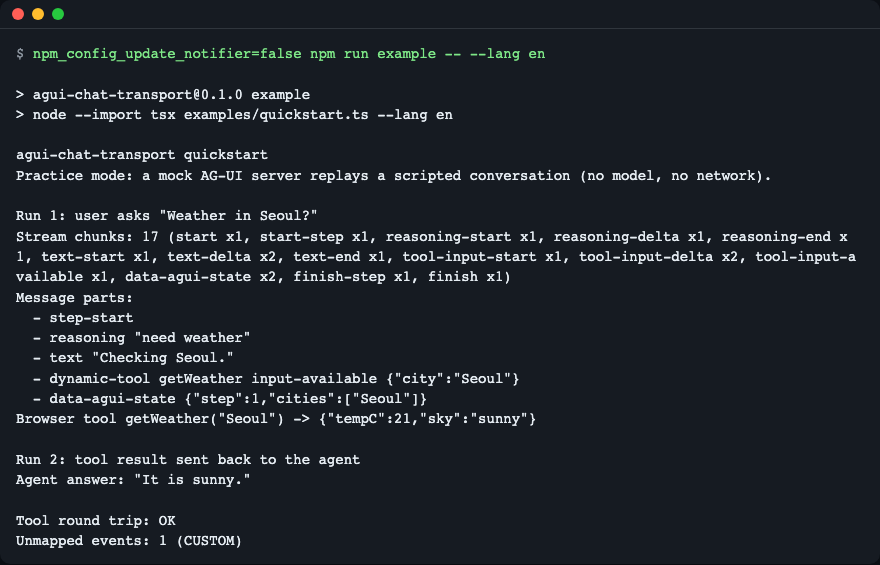 $ npm_config_update_notifier=false npm run example -- --lang en
> agui-chat-transport@0.1.0 example
> node --import tsx examples/quickstart.ts --lang en
agui-chat-transport quickstart
Practice mode: a mock AG-UI server replays a scripted conversation (no model, no network).
Run 1: user asks "Weather in Seoul?"
Stream chunks: 17 (start x1, start-step x1, reasoning-start x1, reasoning-delta x1, reasoning-end x
1, text-start x1, text-delta x2, text-end x1, tool-input-start x1, tool-input-delta x2, tool-input-a
vailable x1, data-agui-state x2, finish-step x1, finish x1)
Message parts:
  - step-start
  - reasoning "need weather"
  - text "Checking Seoul."
  - dynamic-tool getWeather input-available {"city":"Seoul"}
  - data-agui-state {"step":1,"cities":["Seoul"]}
Browser tool getWeather("Seoul") -> {"tempC":21,"sky":"sunny"}
Run 2: tool result sent back to the agent
Agent answer: "It is sunny."
Tool round trip: OK
Unmapped events: 1 (CUSTOM)